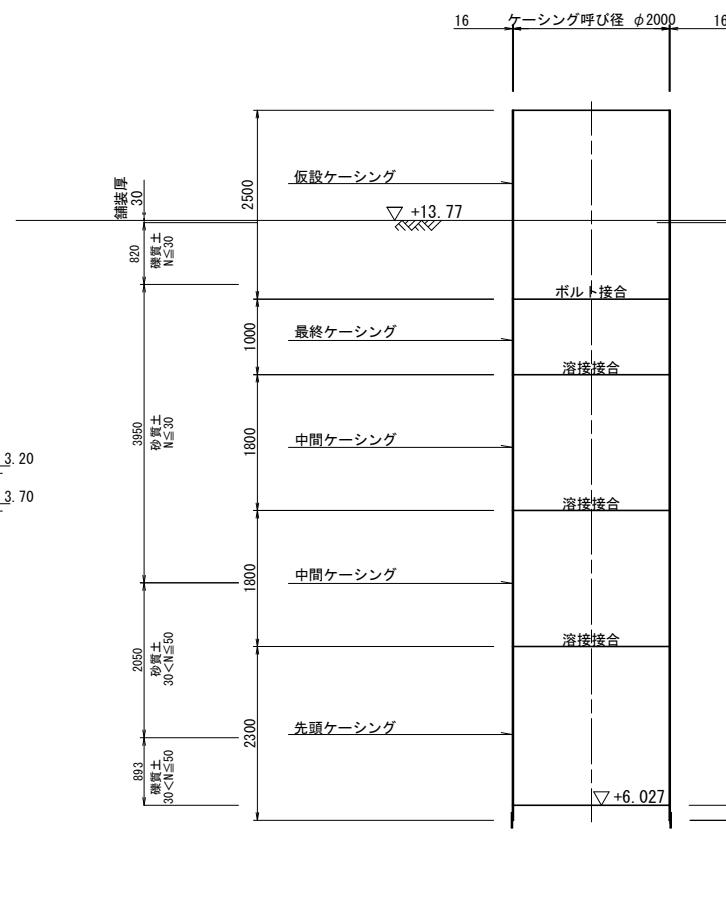 16 ケーシング呼び径 φ2000 16
仮設ケーシング
2500
舗装厚
30
+13.77
820
礫質土
N≦30
ボルト接合
最終ケーシング
1000
溶接接合
3950
砂質土
N≦30
中間ケーシング
1800
3.20
3.70
溶接接合
中間ケーシング
1800
2050
砂質土
30<N≦50
溶接接合
先頭ケーシング
2300
893
礫質土
30<N≦50
+6.027